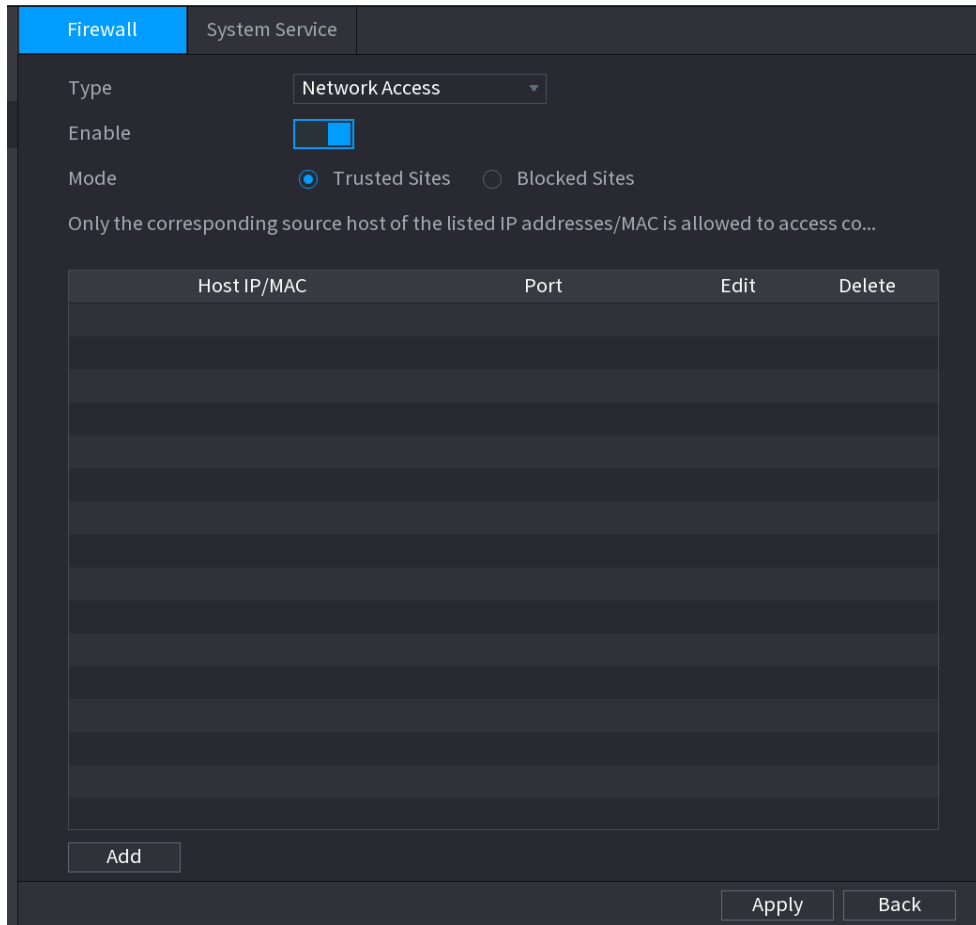 Firewall System Service
Type Network Access
Enable
Mode Trusted Sites Blocked Sites
Only the corresponding source host of the listed IP addresses/MAC is allowed to access co...
Host IP/MAC Port Edit Delete
Add
Apply Back